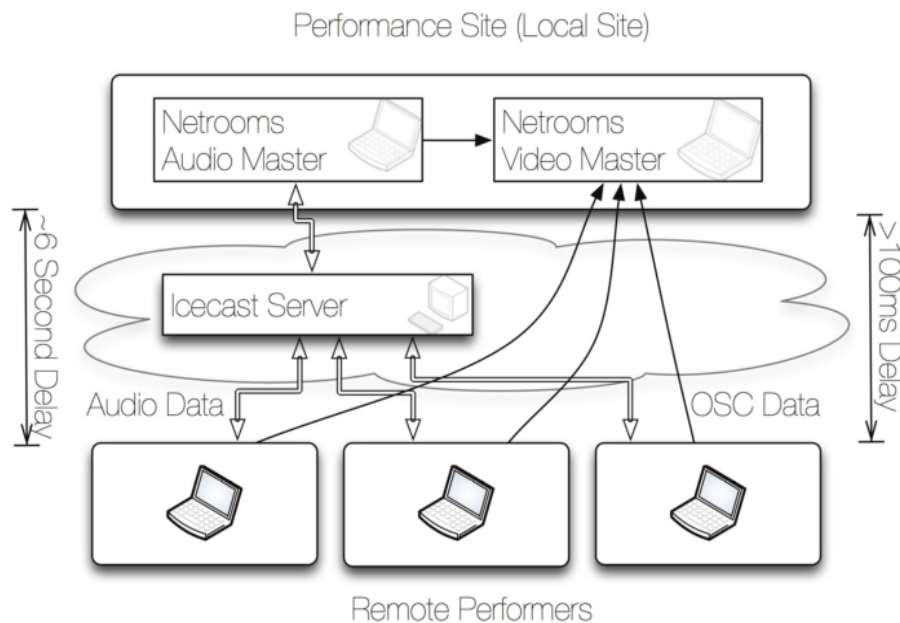 Performance Site (Local Site)
Netrooms
Audio Master
Netrooms
Video Master
~6 Second Delay
>100ms Delay
Icecast Server
Audio Data
OSC Data
Remote Performers